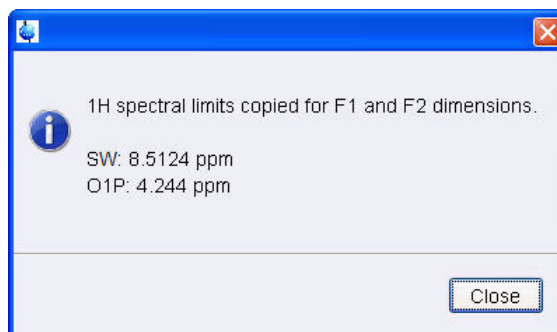 1H spectral limits copied for F1 and F2 dimensions.
SW: 8.5124 ppm
O1P: 4.244 ppm
Close